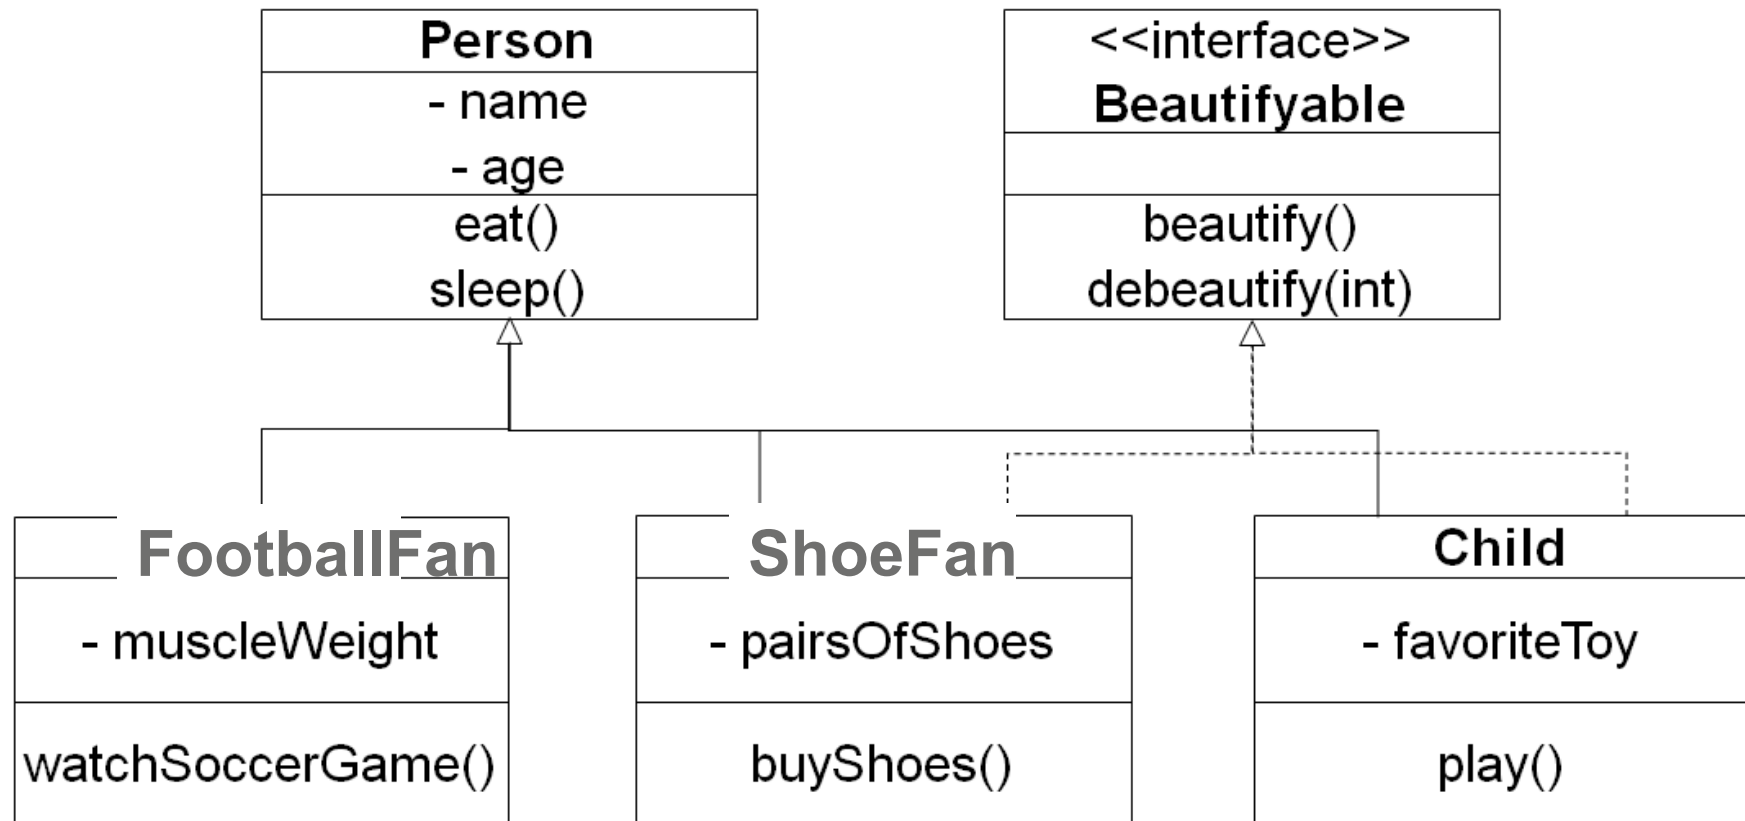 Person
- name
- age
eat()
sleep()
<<interface>>
Beautifyable
beautify()
debeautify(int)
FootballFan
- muscleWeight
watchSoccerGame()
ShoeFan
- pairsOfShoes
buyShoes()
Child
- favoriteToy
play()